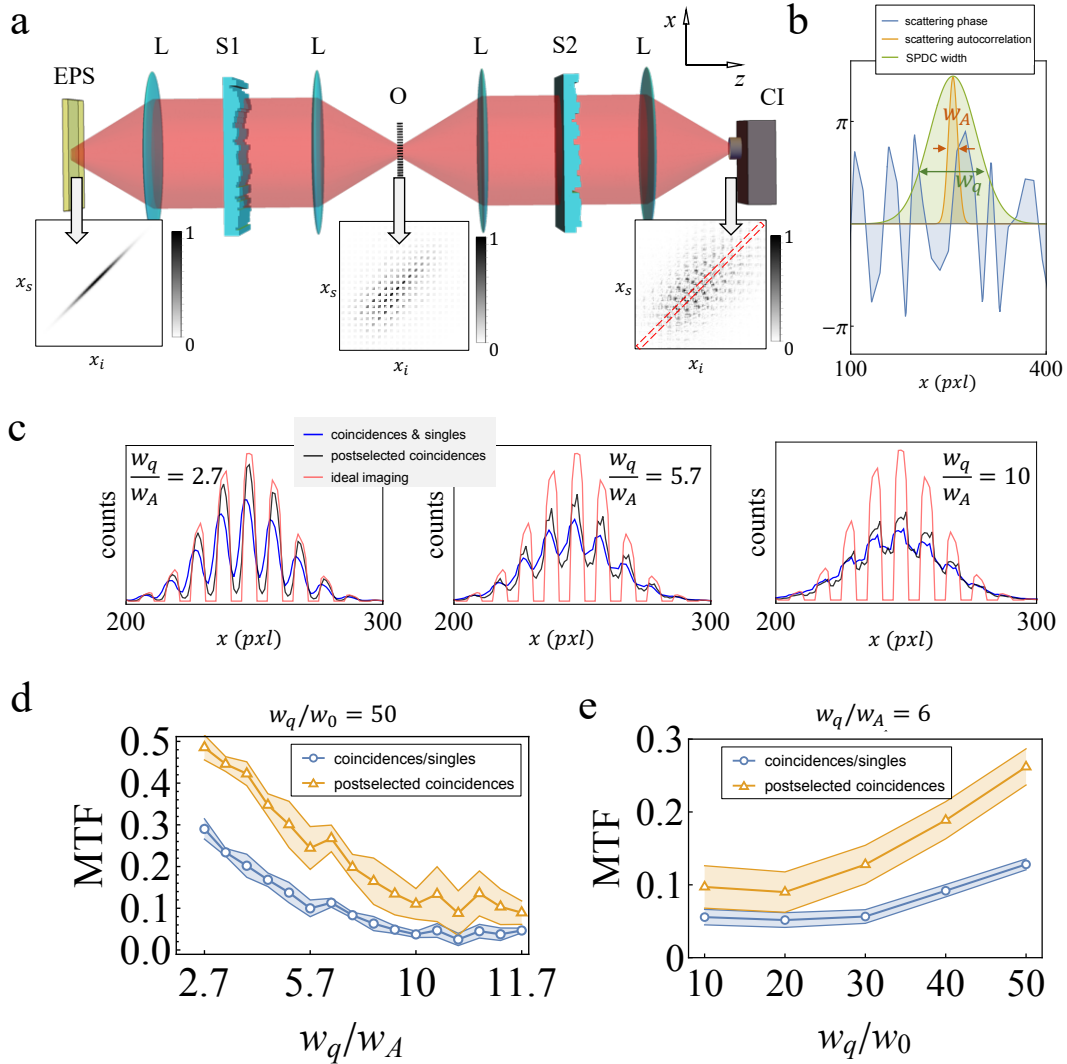 a
EPS
L
S1
L
O
L
S2
L
CI
x
z
x_s
x_i
1
0
x_s
x_i
1
0
x_s
x_i
1
0
b
scattering phase
scattering autocorrelation
SPDC width
π
−π
w_A
w_q
100
400
x (pxl)
c
coincidences & singles
postselected coincidences
ideal imaging
w_q/w_A = 2.7
w_q/w_A = 5.7
w_q/w_A = 10
counts
200
300
x (pxl)
counts
200
300
x (pxl)
counts
200
300
x (pxl)
d
w_q/w_0 = 50
coincidences/singles
postselected coincidences
MTF
0.5
0.4
0.3
0.2
0.1
0.0
2.7
5.7
10
11.7
w_q/w_A
e
w_q/w_A = 6
coincidences/singles
postselected coincidences
MTF
0.3
0.2
0.1
0
10
20
30
40
50
w_q/w_0